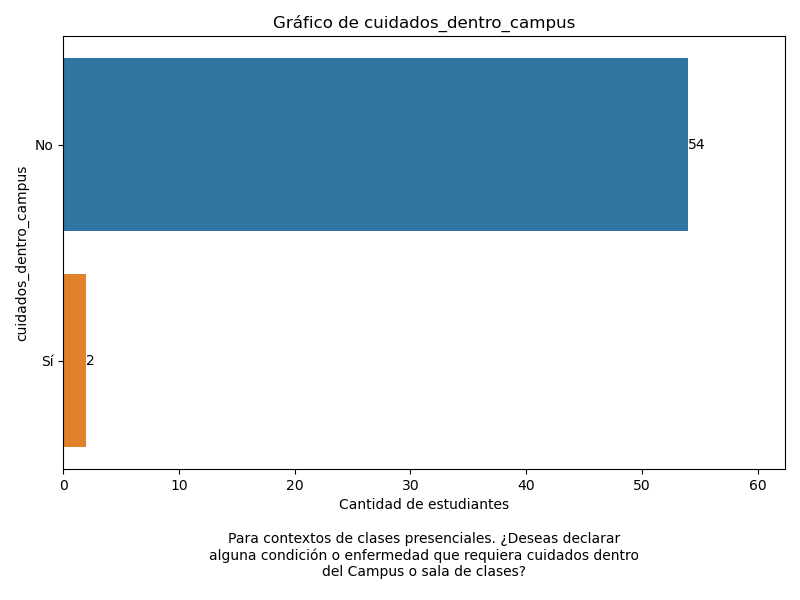 Gráfico de cuidados_dentro_campus
cuidados_dentro_campus
No
54
Sí
2
0 10 20 30 40 50 60
Cantidad de estudiantes
Para contextos de clases presenciales. ¿Deseas declarar
alguna condición o enfermedad que requiera cuidados dentro
del Campus o sala de clases?